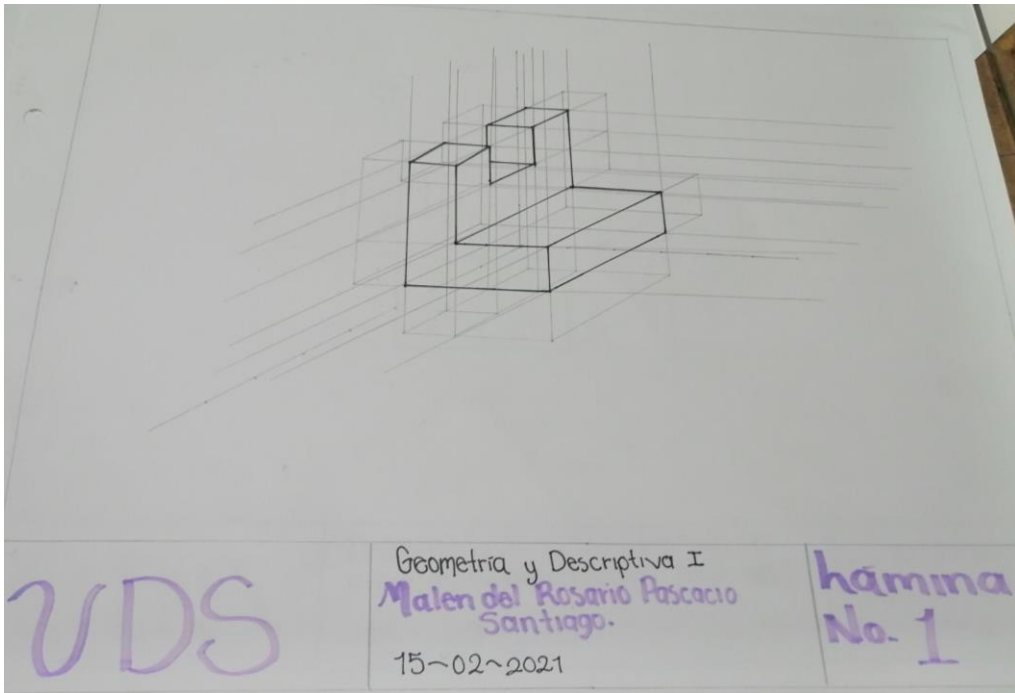 UDS
Geometría y Descriptiva I
Malen del Rosario Pascacio
Santiago.
15~02~2021
Lámina
No. 1